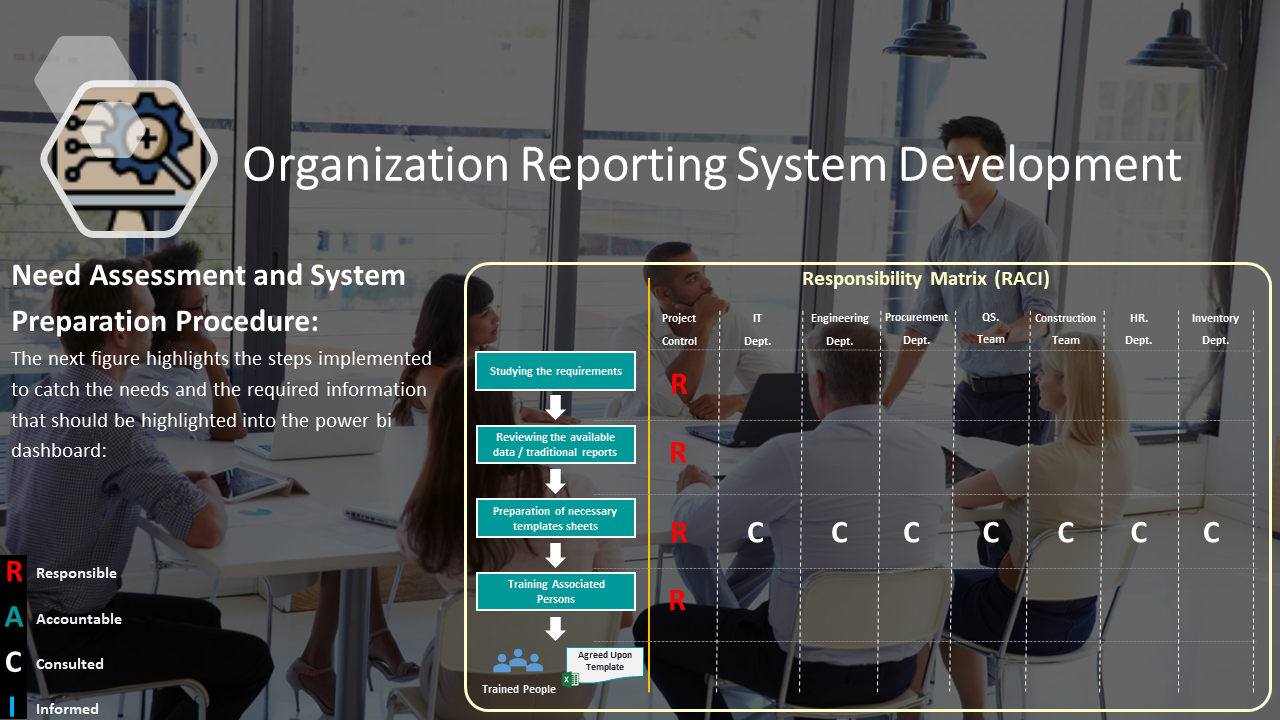 Organization Reporting System Development
Need Assessment and System
Preparation Procedure:
The next figure highlights the steps implemented
to catch the needs and the required information
that should be highlighted into the power bi
dashboard:
R Responsible
A Accountable
C Consulted
I Informed
Responsibility Matrix (RACI)
Project
Control
IT
Dept.
Engineering
Dept.
Procurement
Dept.
QS.
Team
Construction
Team
HR.
Dept.
Inventory
Dept.
Studying the requirements
R
Reviewing the available
data / traditional reports
R
Preparation of necessary
templates sheets
R C C C C C C C
Training Associated
Persons
R
Trained People
Agreed Upon
Template
X